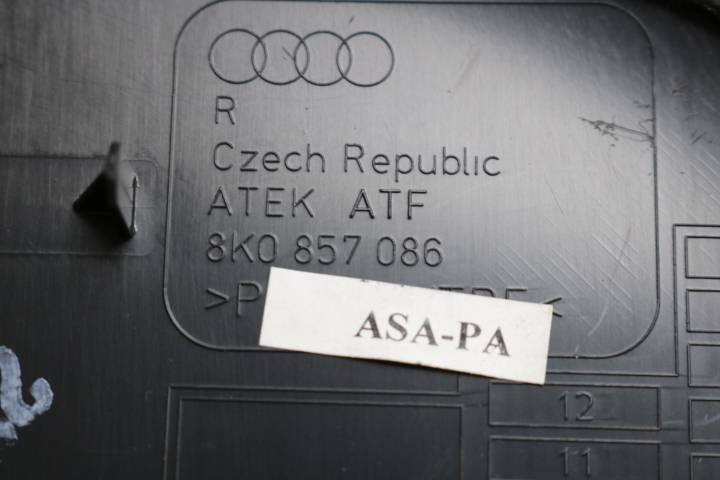 R
Czech Republic
ATEK ATF
8K0 857 086
ASA-PA
12
11